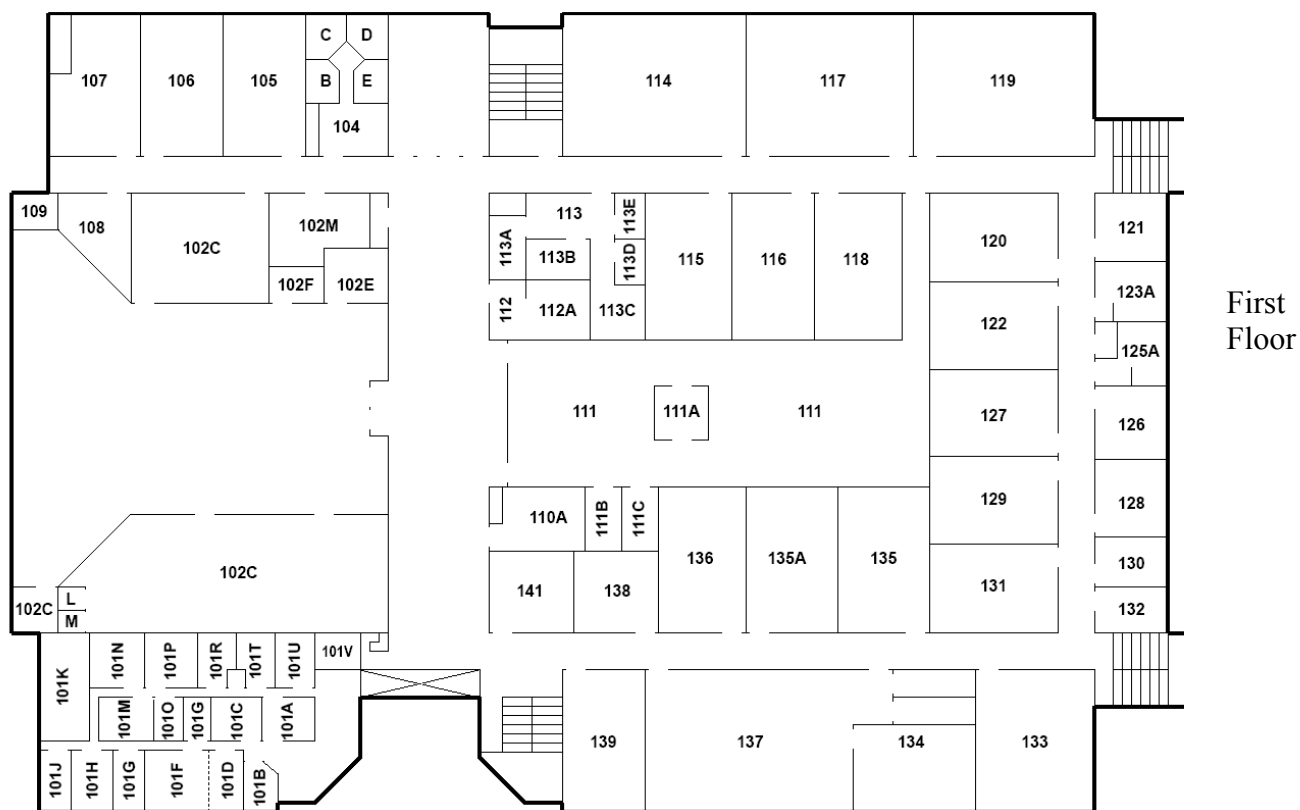 C
D
B
E
107
106
105
104
114
117
119
109
108
102C
102M
102F
102E
113
113E
113A
113B
113D
112
112A
113C
115
116
118
120
121
123A
122
125A
First
Floor
111
111A
111
127
126
110A
111B
111C
129
128
136
135A
135
141
138
131
130
132
102C
102C
L
M
101K
101N
101P
101R
101T
101U
101V
101M
101O
101G
101C
101A
101J
101H
101G
101F
101D
101B
139
137
134
133